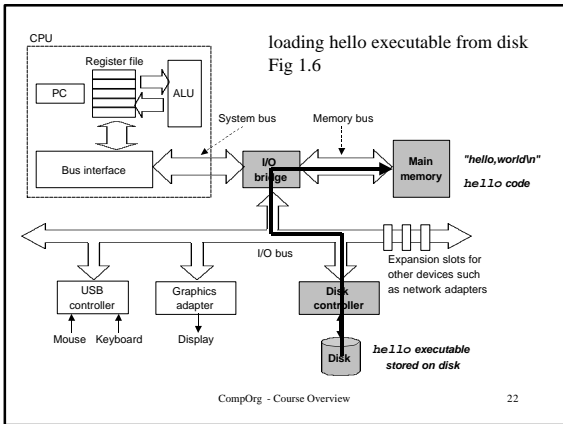 loading hello executable from disk
Fig 1.6
CPU
Register file
PC
ALU
System bus
Memory bus
Bus interface
I/O
bridge
Main
memory
"hello,world\n"
hello code
I/O bus
Expansion slots for
other devices such
as network adapters
USB
controller
Graphics
adapter
Disk
controller
Mouse
Keyboard
Display
Disk
hello executable
stored on disk
CompOrg - Course Overview
22